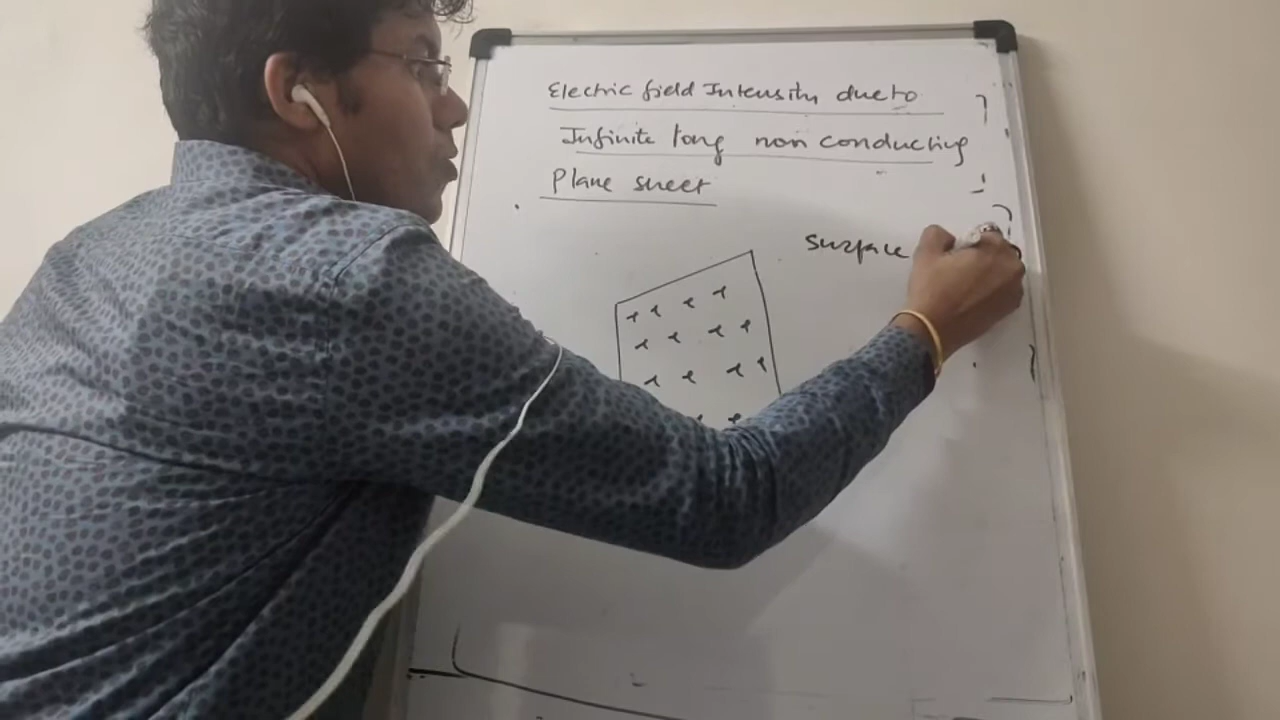 Electric field Intensity due to
Infinite long non conducting
Plane sheet
Surface